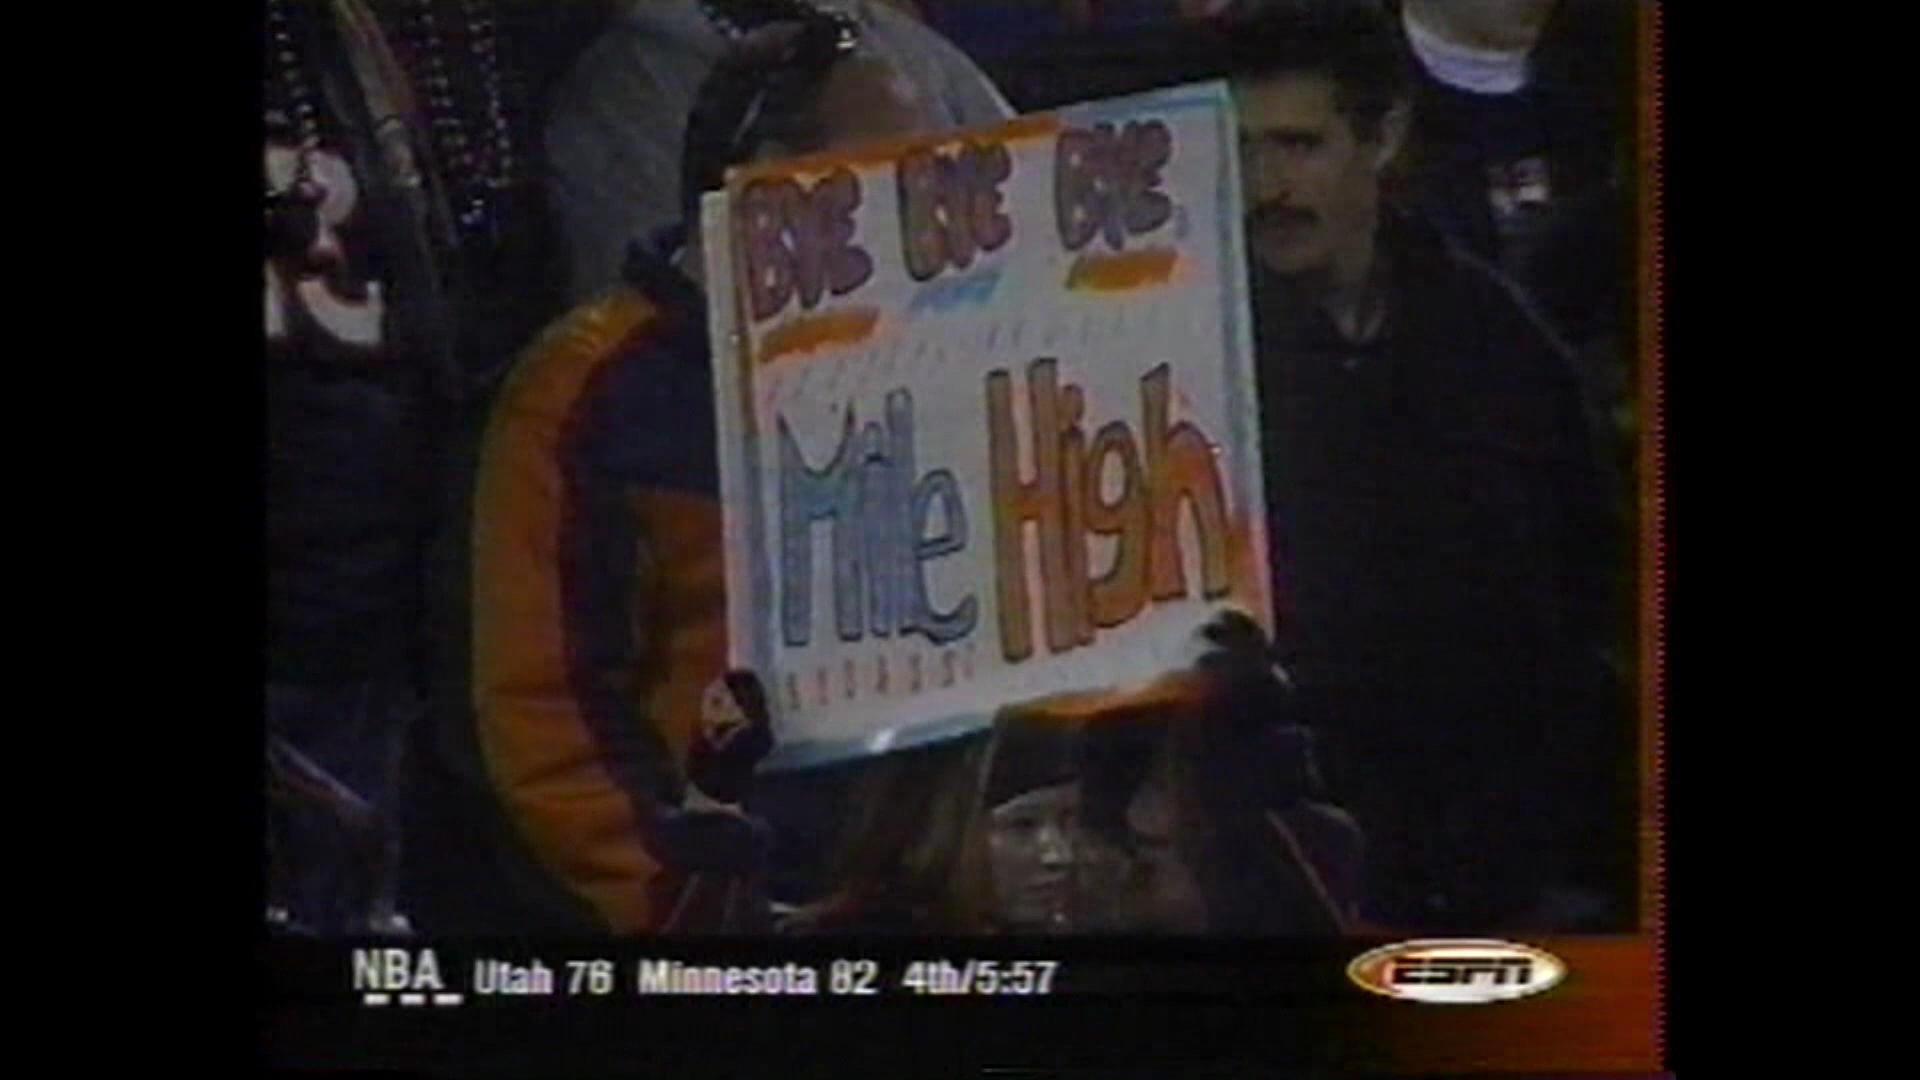 BYE BYE BYE,
Mile High
NBA Utah 76 Minnesota 82 4th/5:57
ESPN